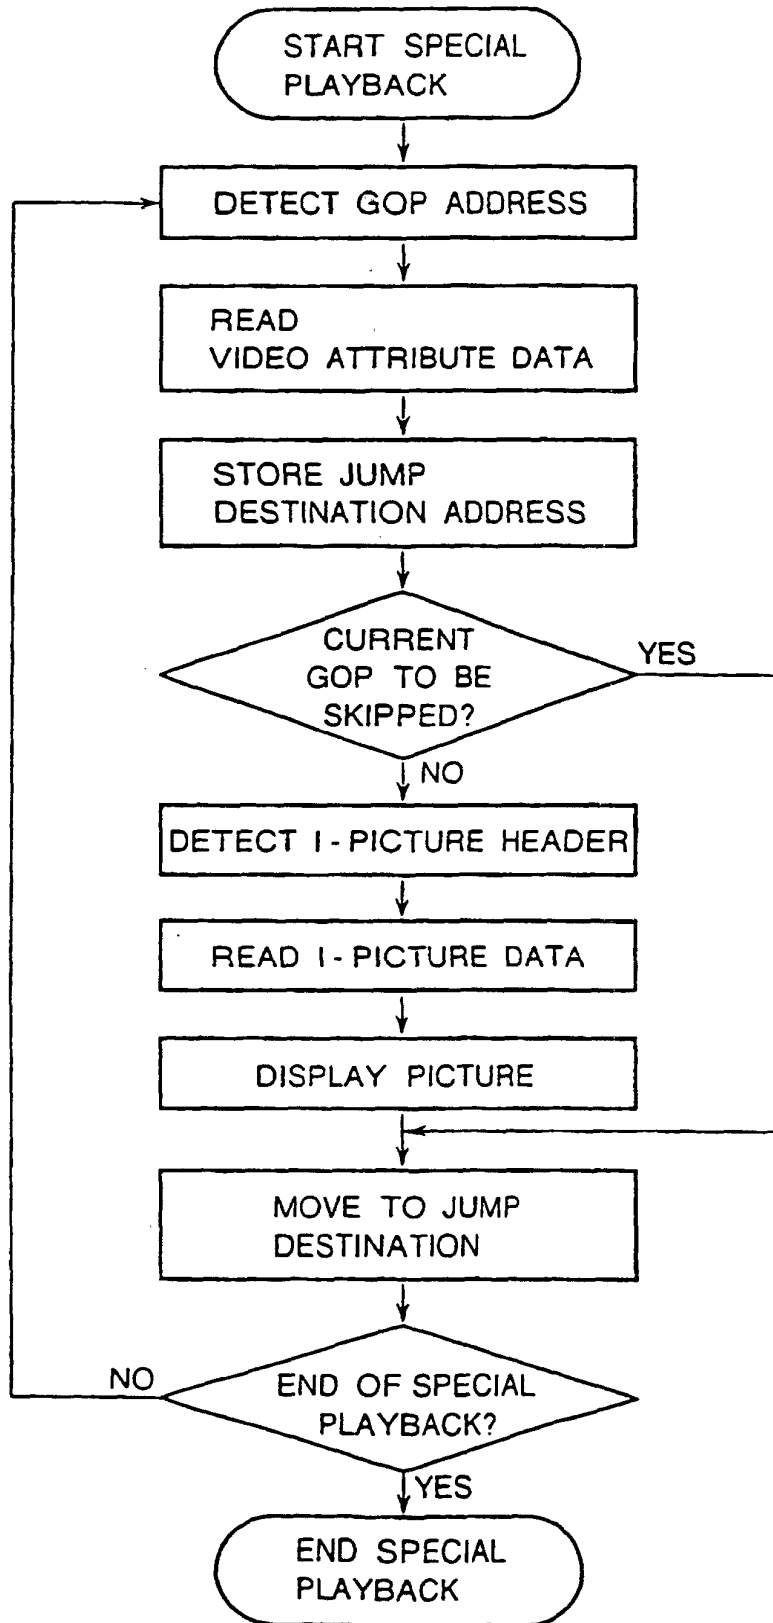 START SPECIAL
PLAYBACK
DETECT GOP ADDRESS
READ
VIDEO ATTRIBUTE DATA
STORE JUMP
DESTINATION ADDRESS
CURRENT
GOP TO BE
SKIPPED?
YES
NO
DETECT I-PICTURE HEADER
READ I-PICTURE DATA
DISPLAY PICTURE
MOVE TO JUMP
DESTINATION
NO
END OF SPECIAL
PLAYBACK?
YES
END SPECIAL
PLAYBACK